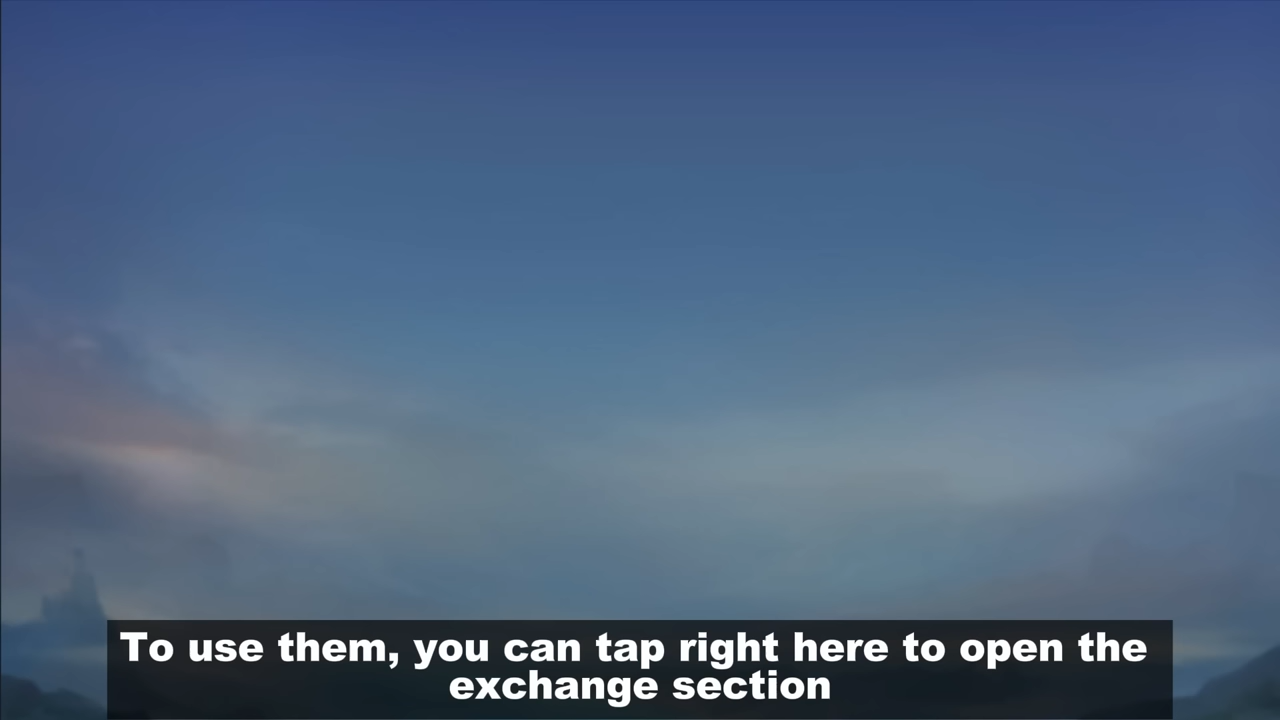 To use them, you can tap right here to open the
exchange section